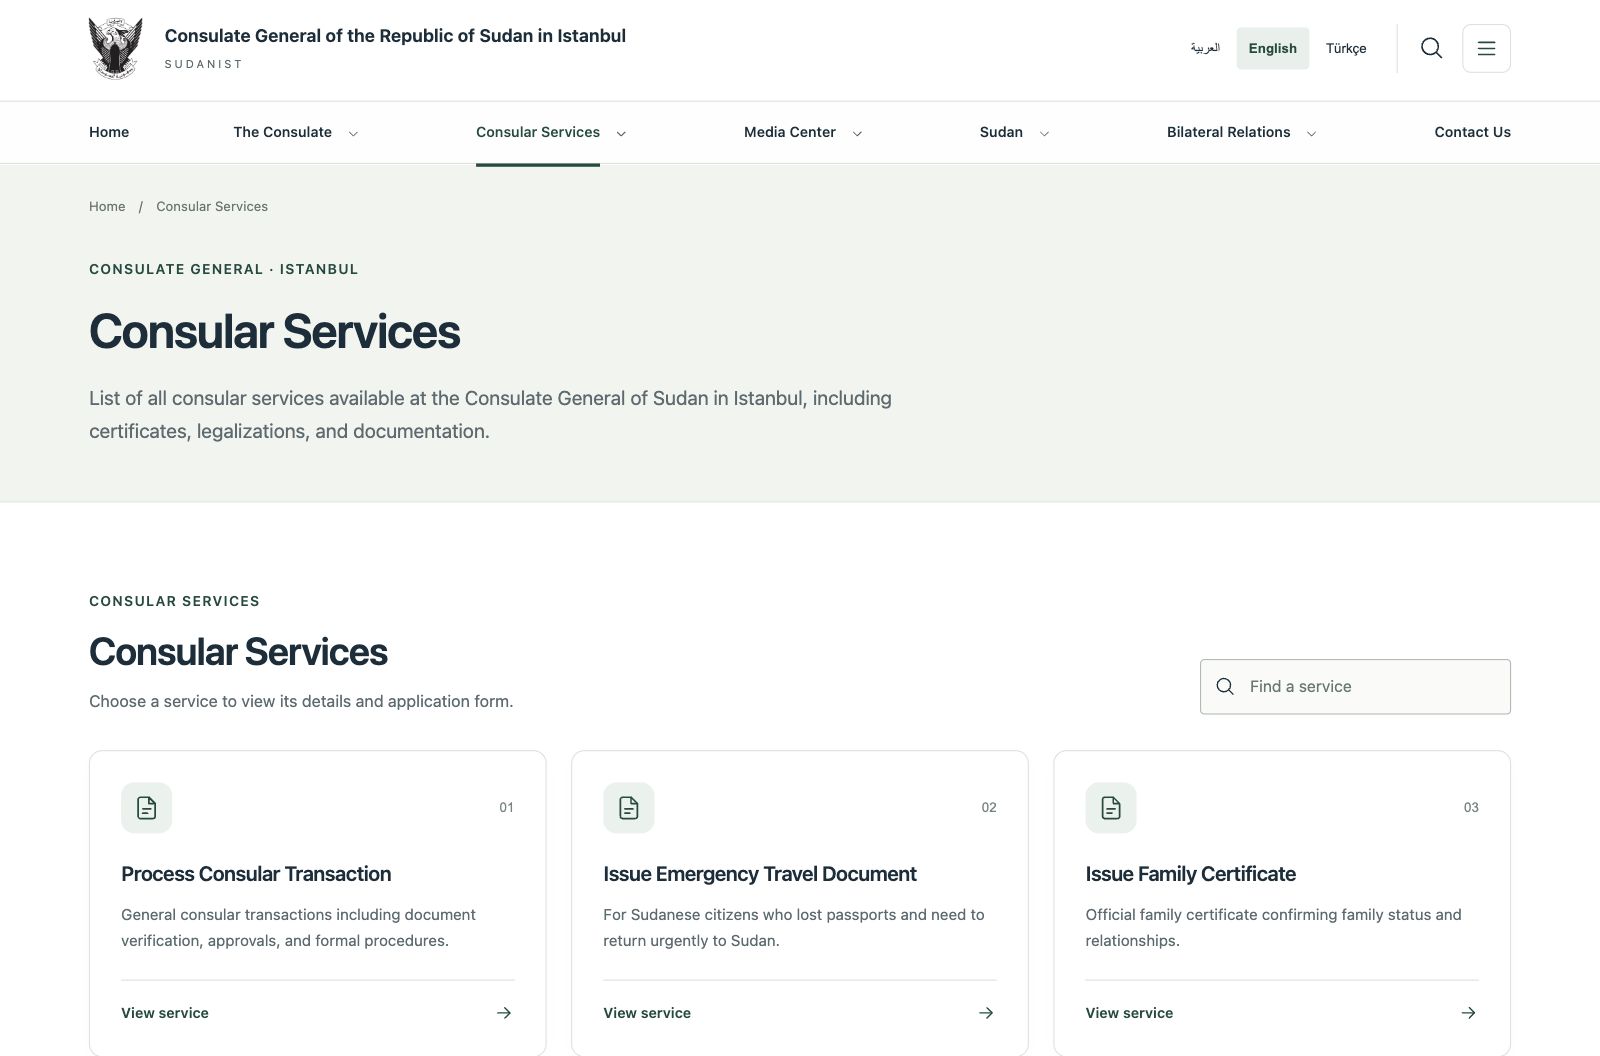 Consulate General of the Republic of Sudan in Istanbul
SUDANIST
العربية
English
Türkçe
Home
The Consulate
Consular Services
Media Center
Sudan
Bilateral Relations
Contact Us
Home / Consular Services
CONSULATE GENERAL · ISTANBUL
Consular Services
List of all consular services available at the Consulate General of Sudan in Istanbul, including
certificates, legalizations, and documentation.
CONSULAR SERVICES
Consular Services
Choose a service to view its details and application form.
Find a service
01
Process Consular Transaction
General consular transactions including document
verification, approvals, and formal procedures.
View service
02
Issue Emergency Travel Document
For Sudanese citizens who lost passports and need to
return urgently to Sudan.
View service
03
Issue Family Certificate
Official family certificate confirming family status and
relationships.
View service